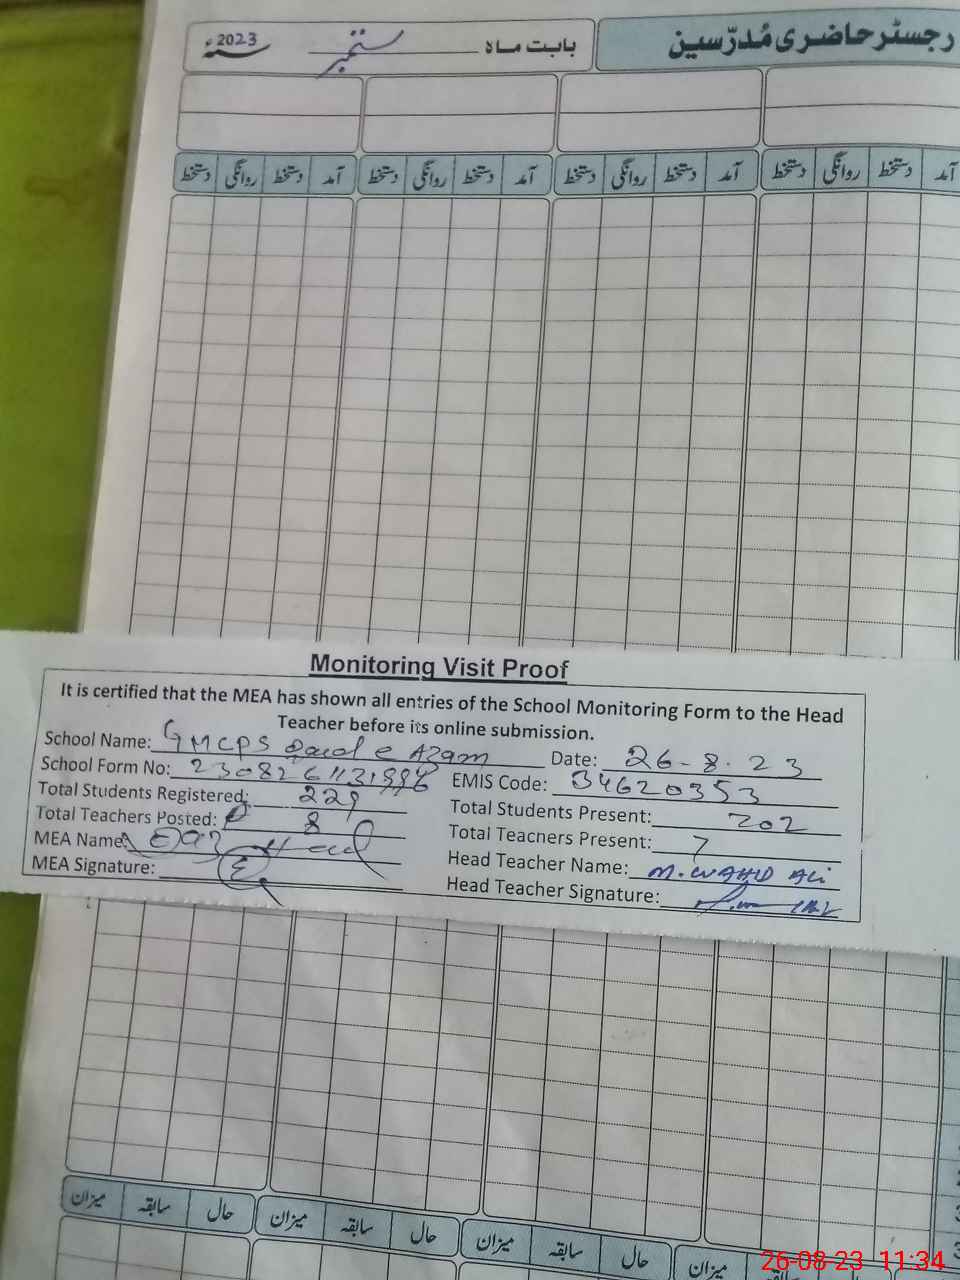 رجسٹر حاضری مُدرّسین
بابت ماہ ستمبر سنہ 2023ء
آمد دستخط روانگی دستخط آمد دستخط روانگی دستخط آمد دستخط روانگی دستخط آمد دستخط روانگی دستخط
Monitoring Visit Proof
It is certified that the MEA has shown all entries of the School Monitoring Form to the Head
Teacher before its online submission.
School Name: GMCPS Quaid e Azam Date: 26-8-23
School Form No: EMIS Code: 34620353
Total Students Registered: 229 Total Students Present: 202
Total Teachers Posted: 8 Total Teachers Present: 7
MEA Name: Head Teacher Name: M. WAHID ALi
MEA Signature: Head Teacher Signature:
حال سابقہ میزان حال سابقہ میزان حال سابقہ میزان
سابقہ میزان
26-08-23 11:34